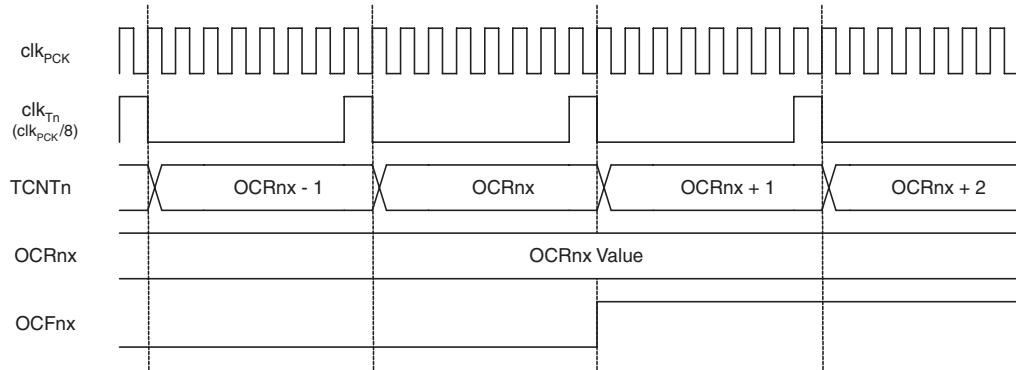 clkPCK
clkTn
(clkPCK/8)
TCNTn
OCRnx - 1
OCRnx
OCRnx + 1
OCRnx + 2
OCRnx
OCRnx Value
OCFnx